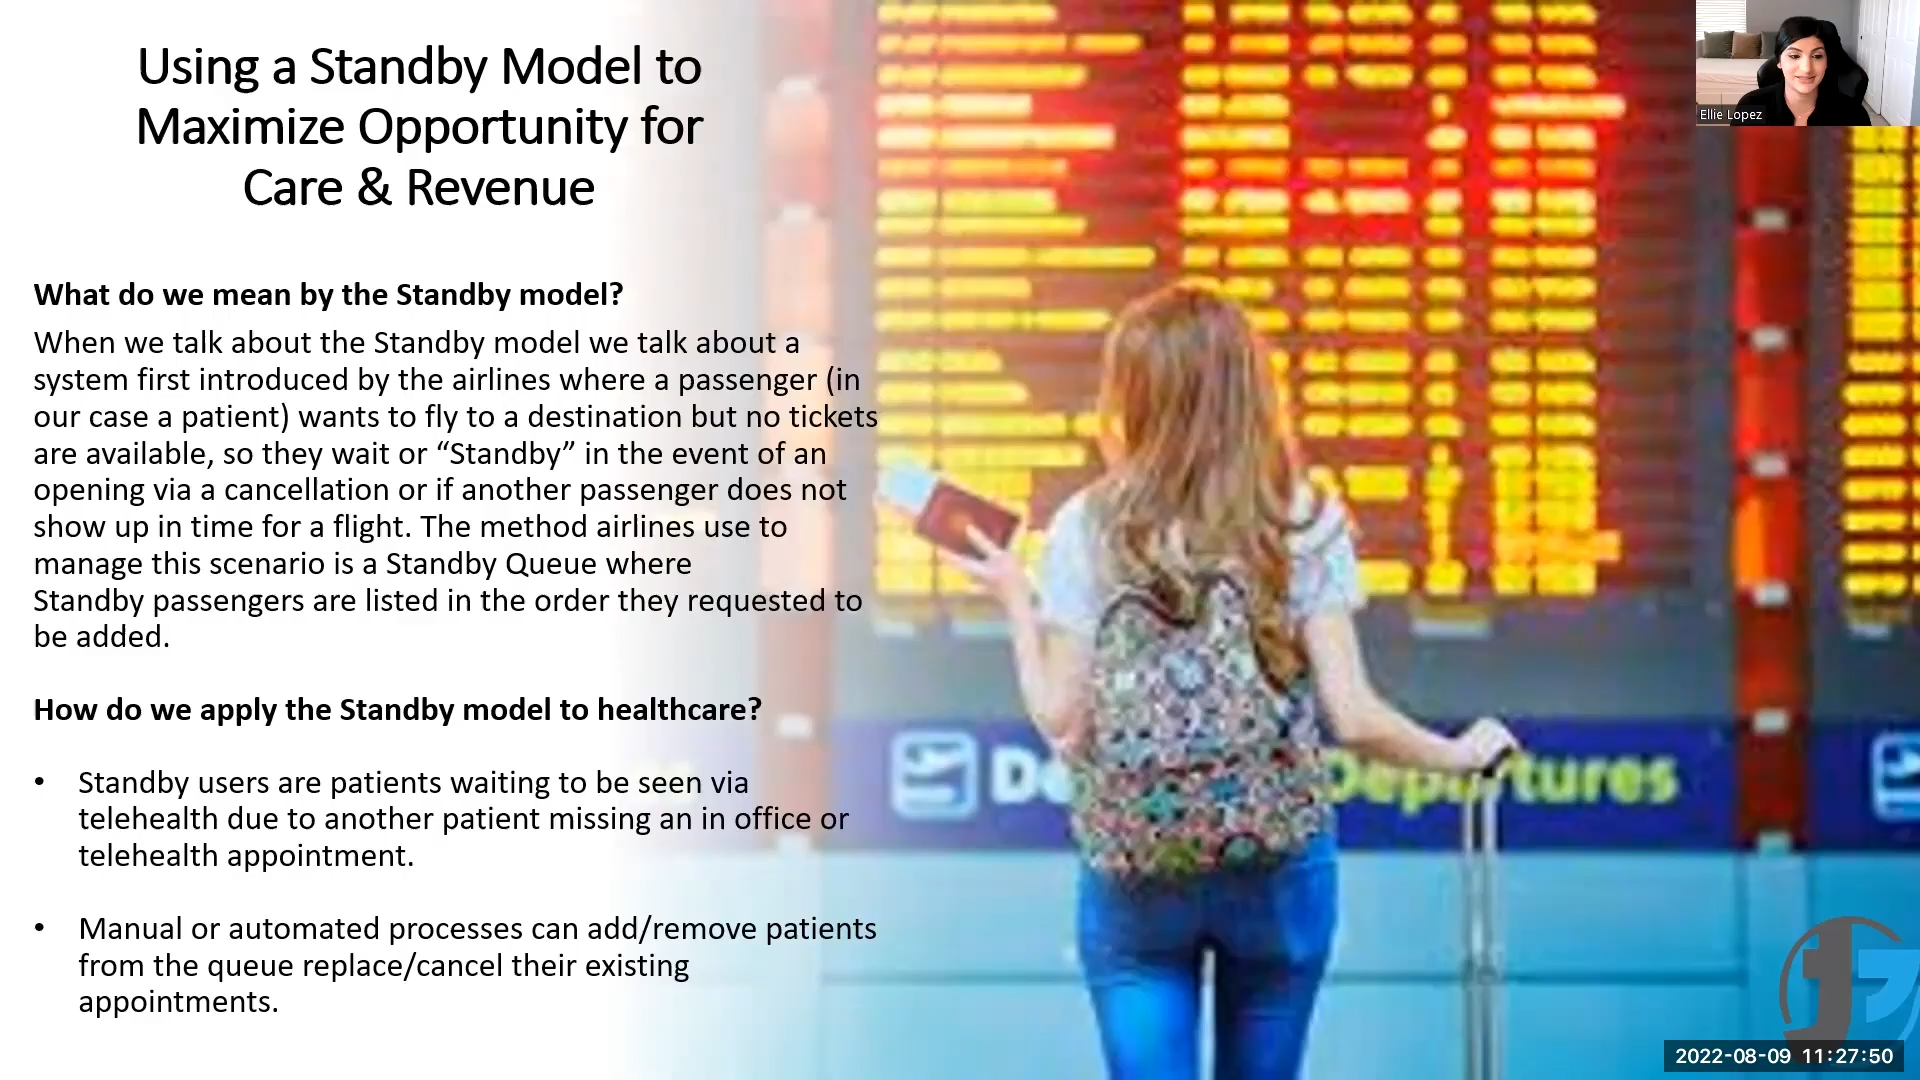 Using a Standby Model to
Maximize Opportunity for
Care & Revenue
What do we mean by the Standby model?
When we talk about the Standby model we talk about a
system first introduced by the airlines where a passenger (in
our case a patient) wants to fly to a destination but no tickets
are available, so they wait or “Standby” in the event of an
opening via a cancellation or if another passenger does not
show up in time for a flight. The method airlines use to
manage this scenario is a Standby Queue where
Standby passengers are listed in the order they requested to
be added.
How do we apply the Standby model to healthcare?
• Standby users are patients waiting to be seen via
telehealth due to another patient missing an in office or
telehealth appointment.
• Manual or automated processes can add/remove patients
from the queue replace/cancel their existing
appointments.
Ellie Lopez
De
Departures
2022-08-09 11:27:50